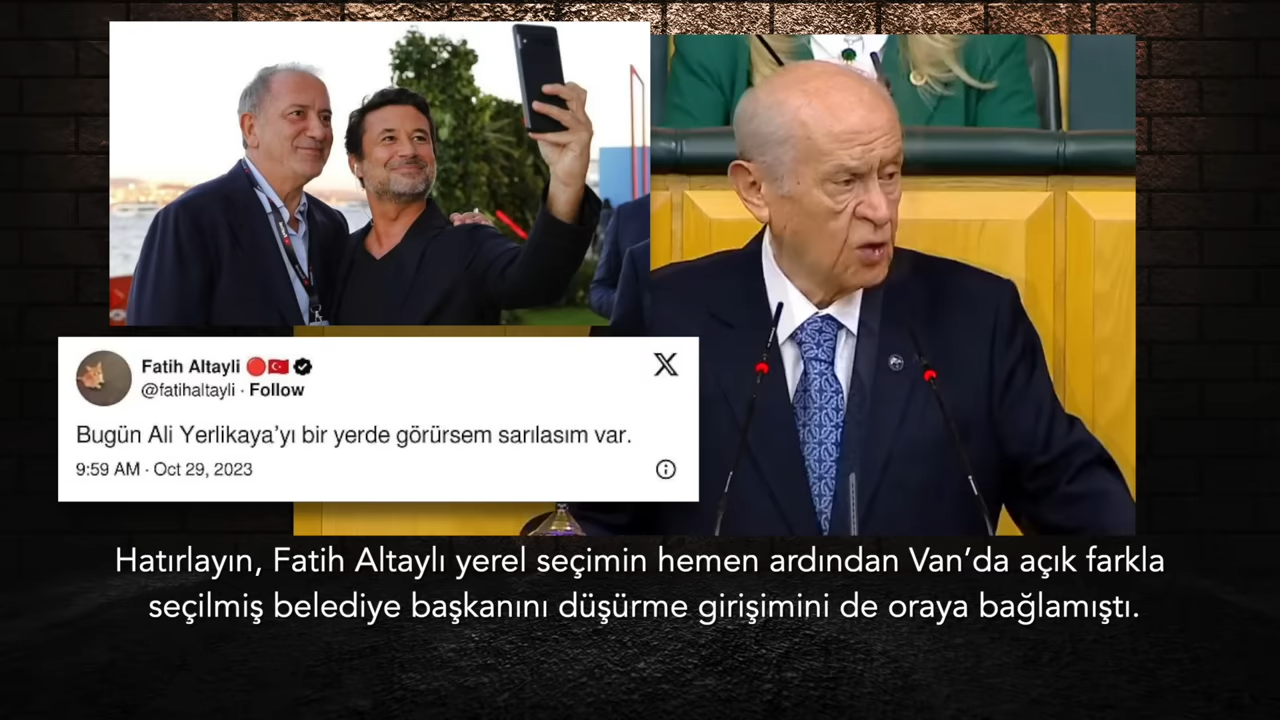 Fatih Altayli
@fatihaltayli · Follow
Bugün Ali Yerlikaya’yı bir yerde görürsem sarılasım var.
9:59 AM · Oct 29, 2023
Hatırlayın, Fatih Altaylı yerel seçimin hemen ardından Van’da açık farkla
seçilmiş belediye başkanını düşürme girişimini de oraya bağlamıştı.